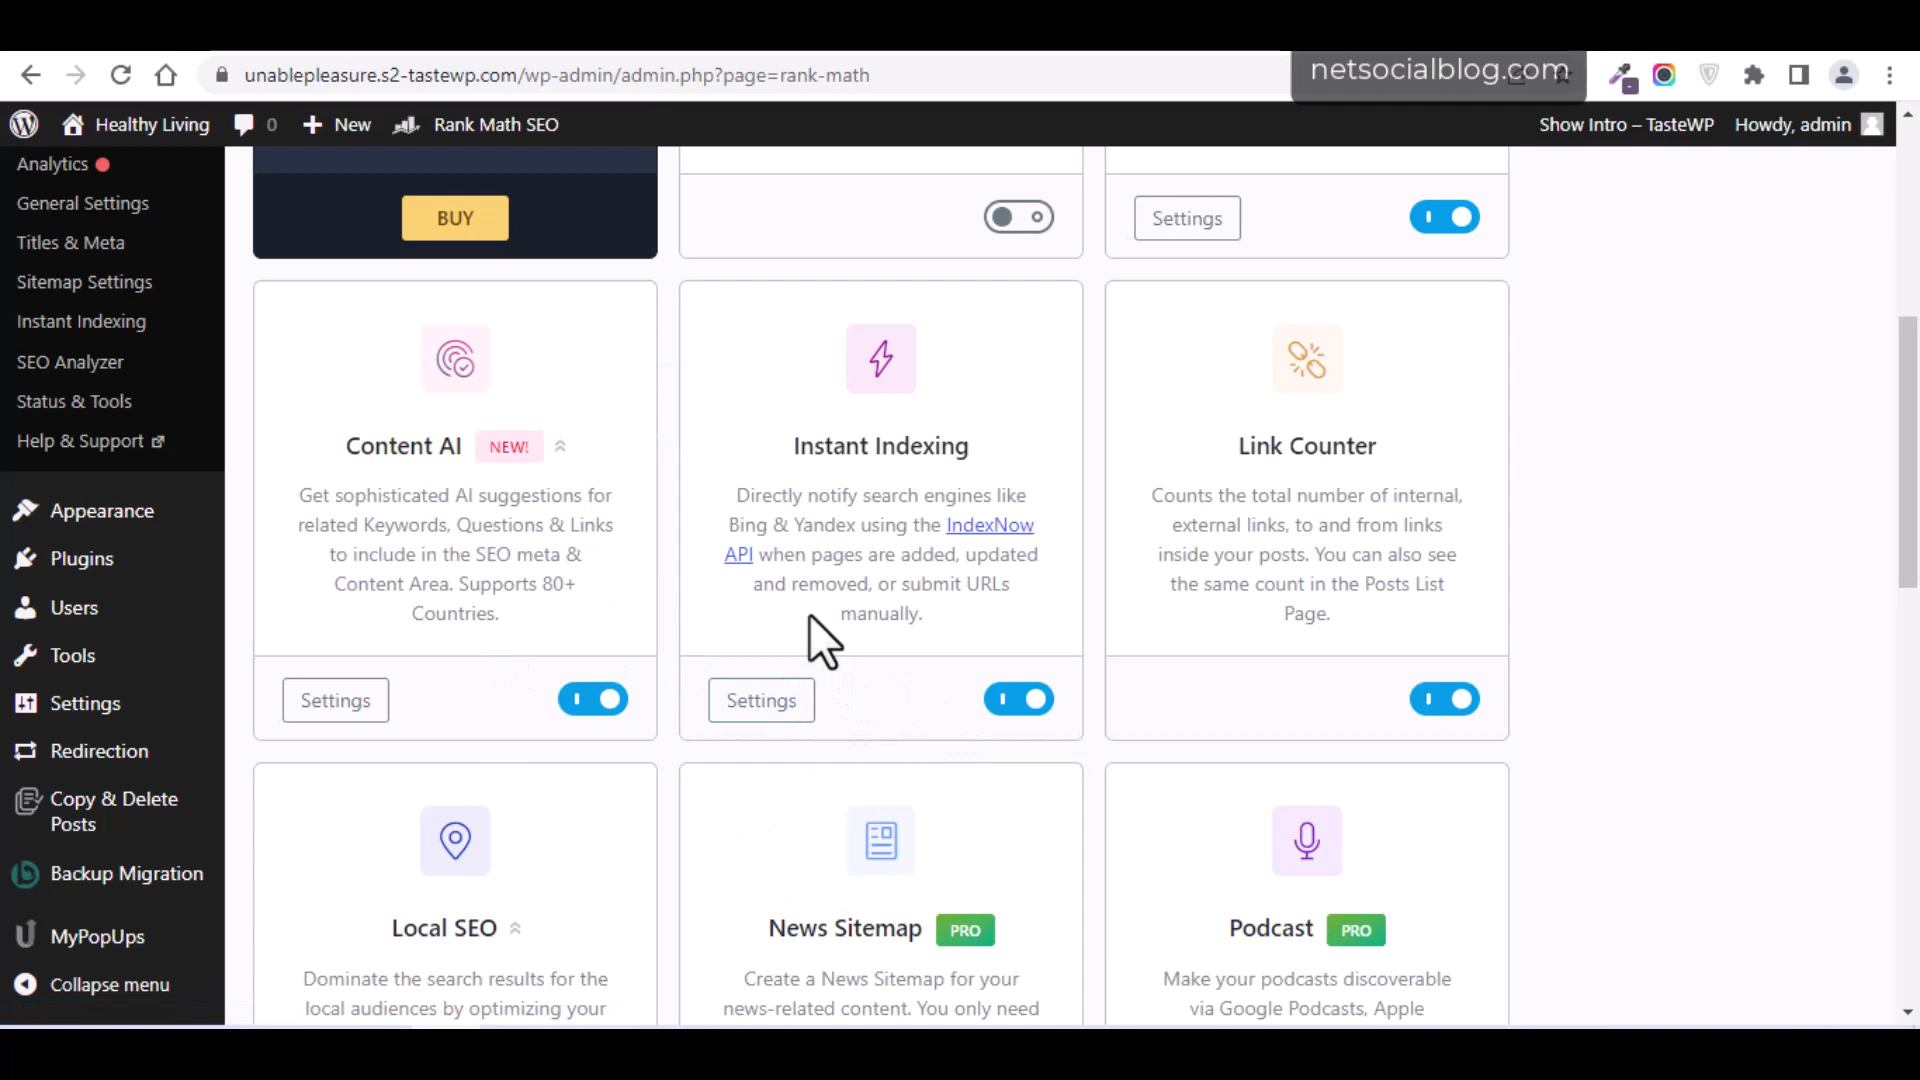 unablepleasure.s2-tastewp.com/wp-admin/admin.php?page=rank-math
netsocialblog.com
Healthy Living
0
New
Rank Math SEO
Show Intro – TasteWP
Howdy, admin
Analytics
General Settings
Titles & Meta
Sitemap Settings
Instant Indexing
SEO Analyzer
Status & Tools
Help & Support
Appearance
Plugins
Users
Tools
Settings
Redirection
Copy & Delete
Posts
Backup Migration
MyPopUps
Collapse menu
BUY
Settings
Content AI NEW!
Get sophisticated AI suggestions for
related Keywords, Questions & Links
to include in the SEO meta &
Content Area. Supports 80+
Countries.
Settings
Instant Indexing
Directly notify search engines like
Bing & Yandex using the IndexNow
API when pages are added, updated
and removed, or submit URLs
manually.
Settings
Link Counter
Counts the total number of internal,
external links, to and from links
inside your posts. You can also see
the same count in the Posts List
Page.
Local SEO
Dominate the search results for the
local audiences by optimizing your
News Sitemap PRO
Create a News Sitemap for your
news-related content. You only need
Podcast PRO
Make your podcasts discoverable
via Google Podcasts, Apple